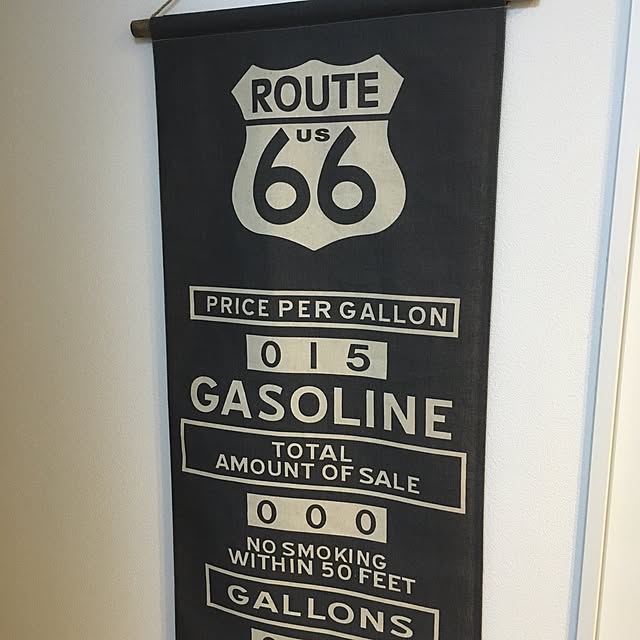 ROUTE
US
66
PRICE PER GALLON
0 1 5
GASOLINE
TOTAL
AMOUNT OF SALE
0 0 0
NO SMOKING
WITHIN 50 FEET
GALLONS